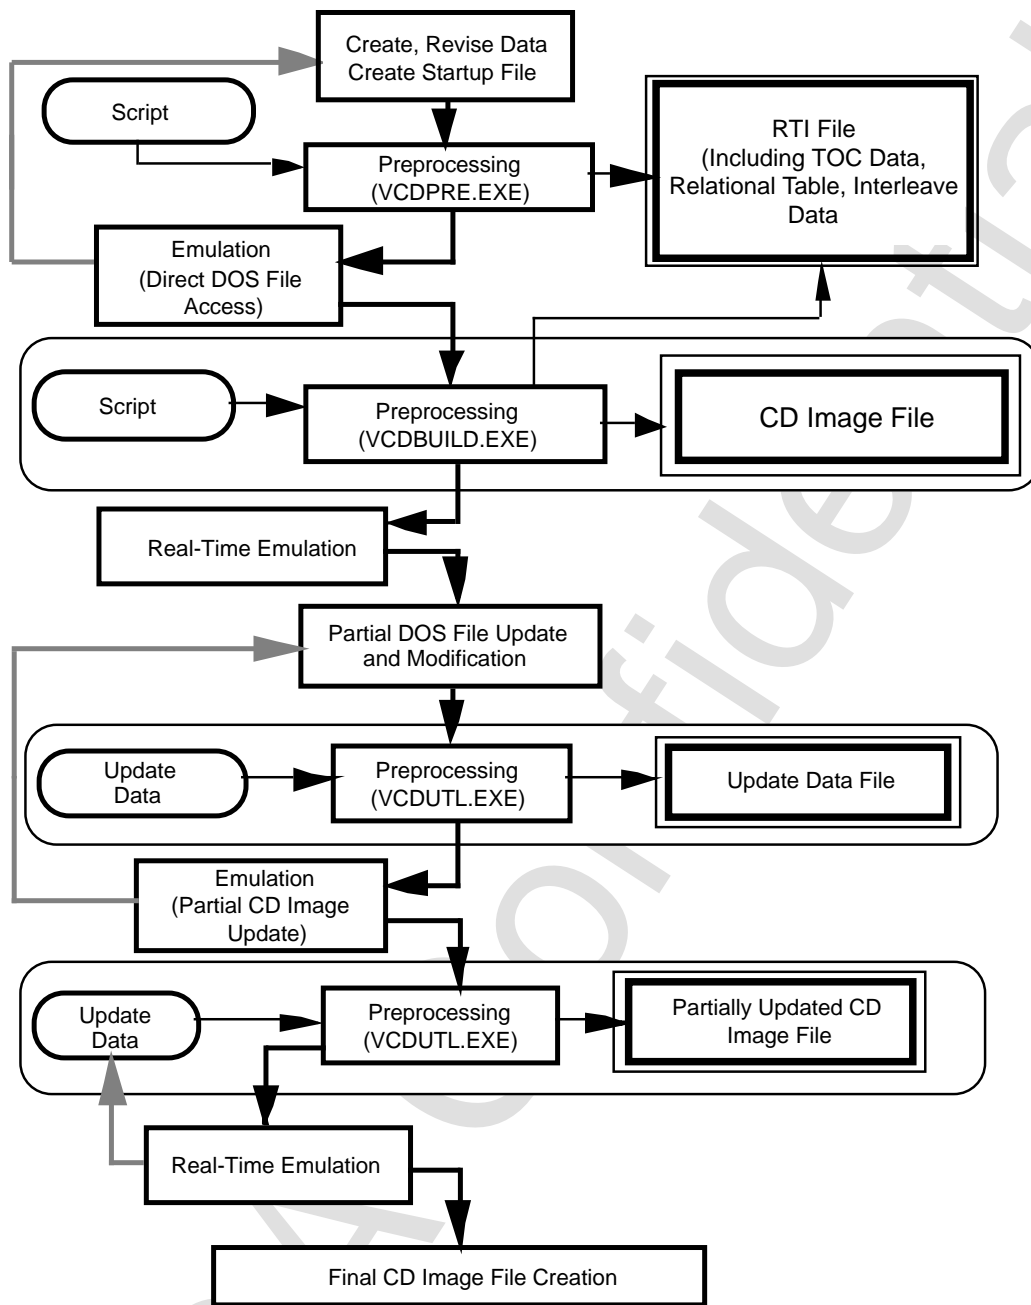 Create, Revise Data
Create Startup File
Script
RTI File
(Including TOC Data,
Relational Table, Interleave
Data
Preprocessing
(VCDPRE.EXE)
Emulation
(Direct DOS File
Access)
Script
Preprocessing
(VCDBUILD.EXE)
CD Image File
Real-Time Emulation
Partial DOS File Update
and Modification
Update
Data
Preprocessing
(VCDUTL.EXE)
Update Data File
Emulation
(Partial CD Image
Update)
Update
Data
Preprocessing
(VCDUTL.EXE)
Partially Updated CD
Image File
Real-Time Emulation
Final CD Image File Creation